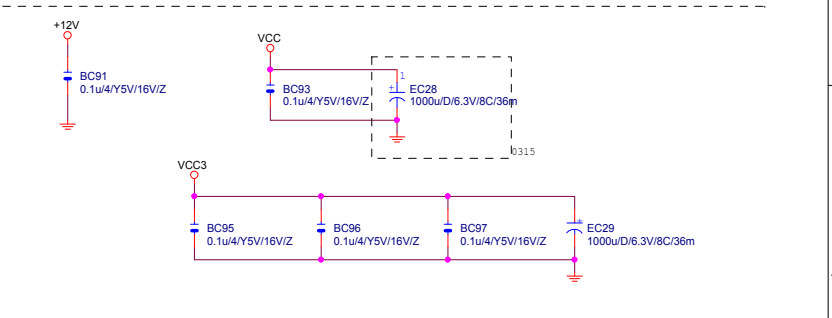 +12V
BC91
0.1u/4/Y5V/16V/Z
VCC
BC93
0.1u/4/Y5V/16V/Z
1
+
EC28
1000u/D/6.3V/8C/36m
0315
VCC3
BC95
0.1u/4/Y5V/16V/Z
BC96
0.1u/4/Y5V/16V/Z
BC97
0.1u/4/Y5V/16V/Z
+
EC29
1000u/D/6.3V/8C/36m